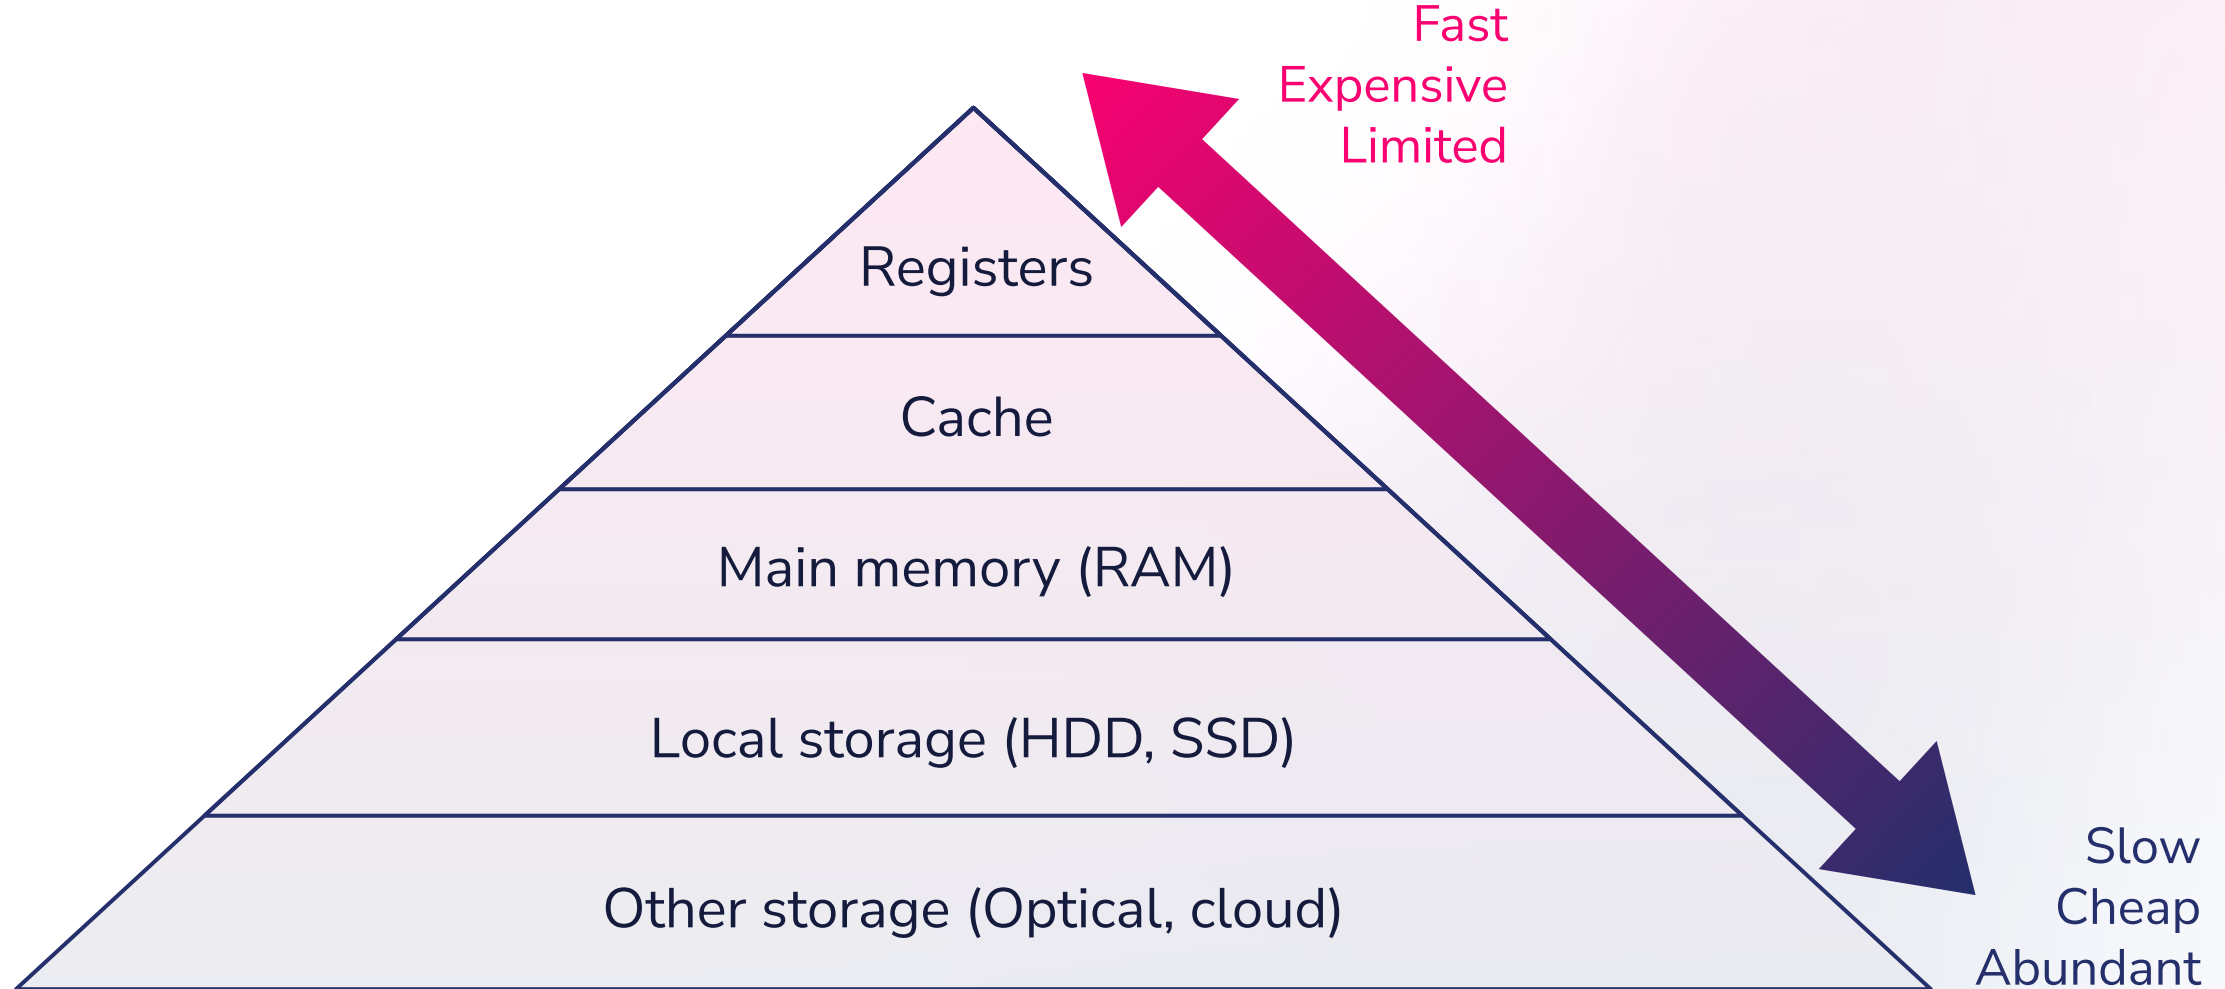 Fast
Expensive
Limited
Registers
Cache
Main memory (RAM)
Local storage (HDD, SSD)
Other storage (Optical, cloud)
Slow
Cheap
Abundant